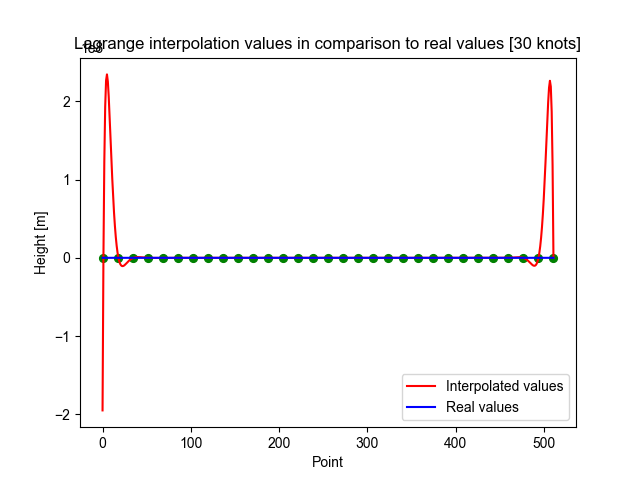 Lagrange interpolation values in comparison to real values [30 knots]
1e8
2
1
0
−1
−2
Height [m]
0 100 200 300 400 500
Point
Interpolated values
Real values